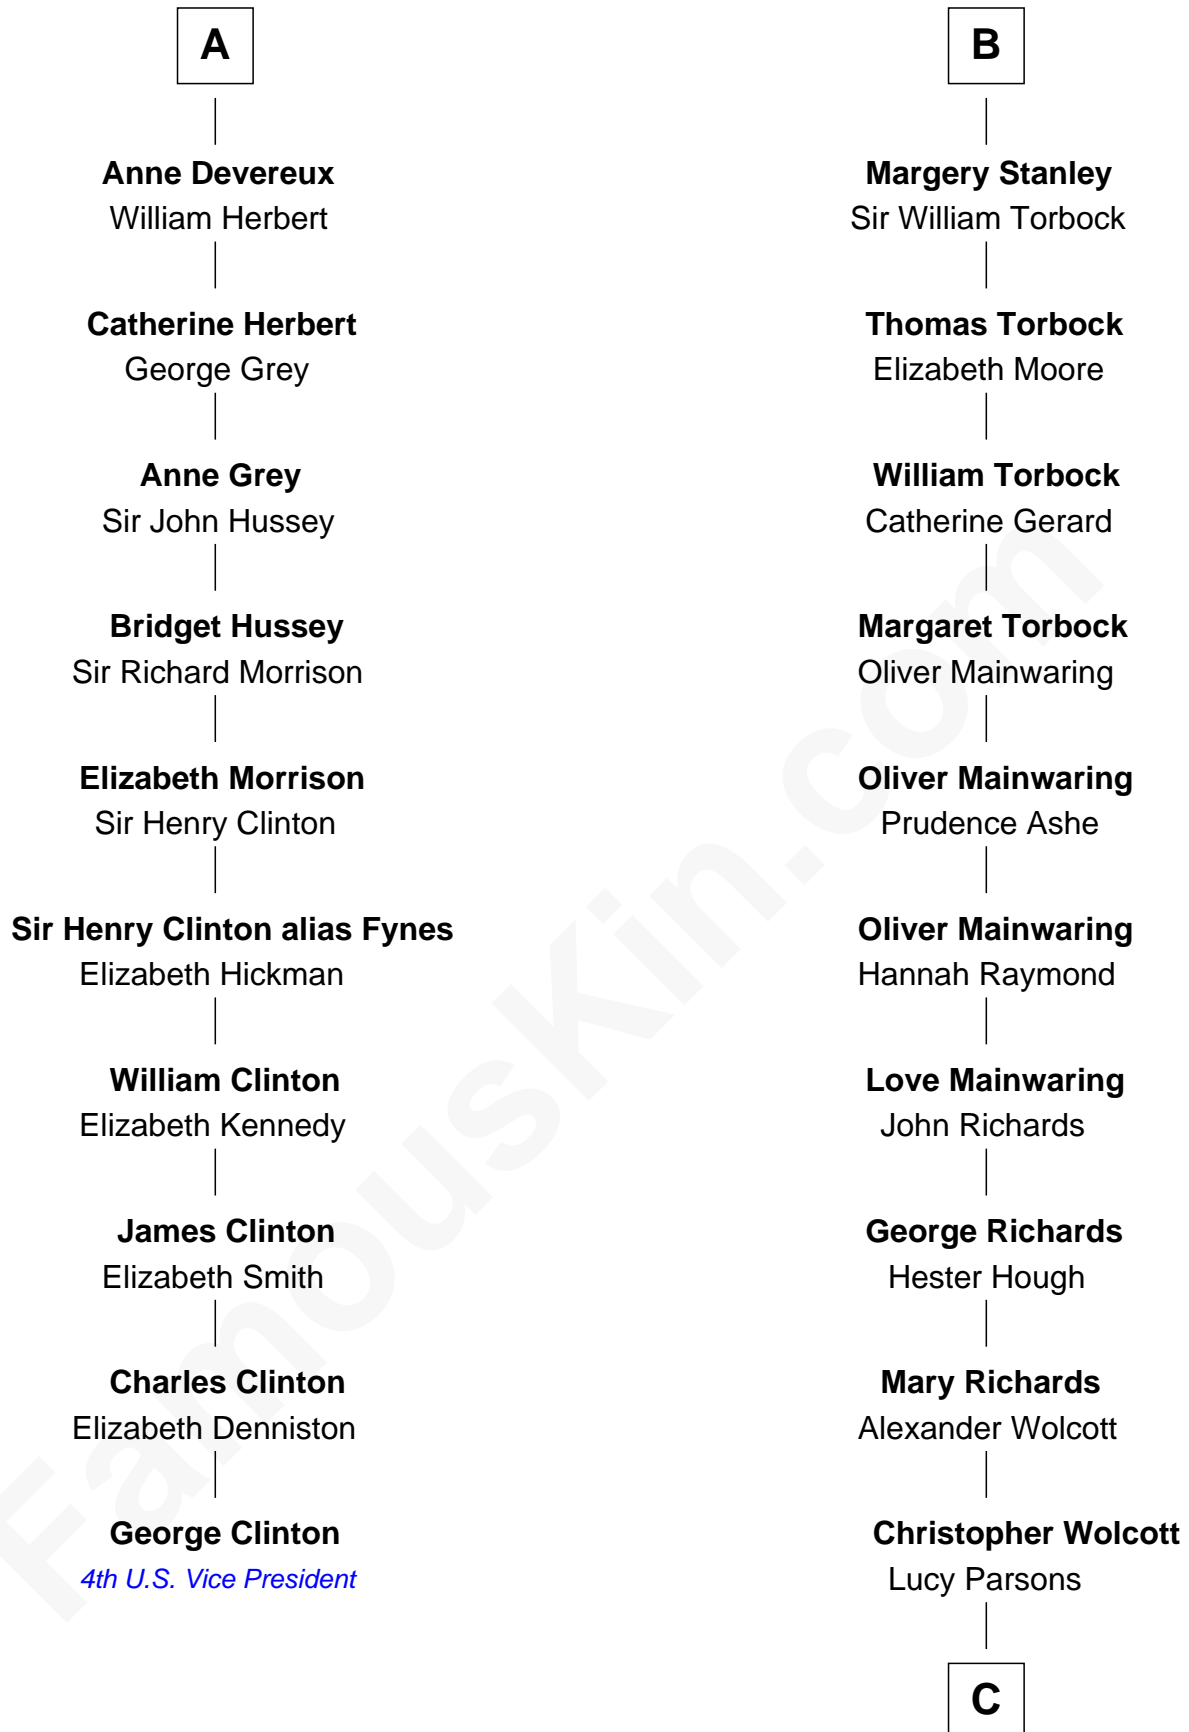 A
Anne Devereux
William Herbert
Catherine Herbert
George Grey
Anne Grey
Sir John Hussey
Bridget Hussey
Sir Richard Morrison
Elizabeth Morrison
Sir Henry Clinton
Sir Henry Clinton alias Fynes
Elizabeth Hickman
William Clinton
Elizabeth Kennedy
James Clinton
Elizabeth Smith
Charles Clinton
Elizabeth Denniston
George Clinton
4th U.S. Vice President
B
Margery Stanley
Sir William Torbock
Thomas Torbock
Elizabeth Moore
William Torbock
Catherine Gerard
Margaret Torbock
Oliver Mainwaring
Oliver Mainwaring
Prudence Ashe
Oliver Mainwaring
Hannah Raymond
Love Mainwaring
John Richards
George Richards
Hester Hough
Mary Richards
Alexander Wolcott
Christopher Wolcott
Lucy Parsons
C
FamousKin.com